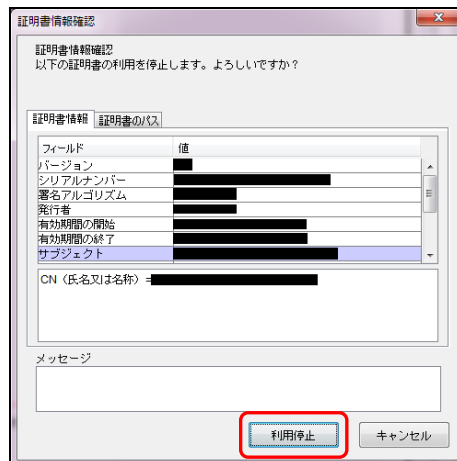 証明書情報確認
証明書情報確認
以下の証明書の利用を停止します。よろしいですか？
証明書情報 証明書のパス
フィールド 値
バージョン
シリアルナンバー
署名アルゴリズム
発行者
有効期間の開始
有効期間の終了
サブジェクト
CN（氏名又は名称）=
メッセージ
利用停止 キャンセル